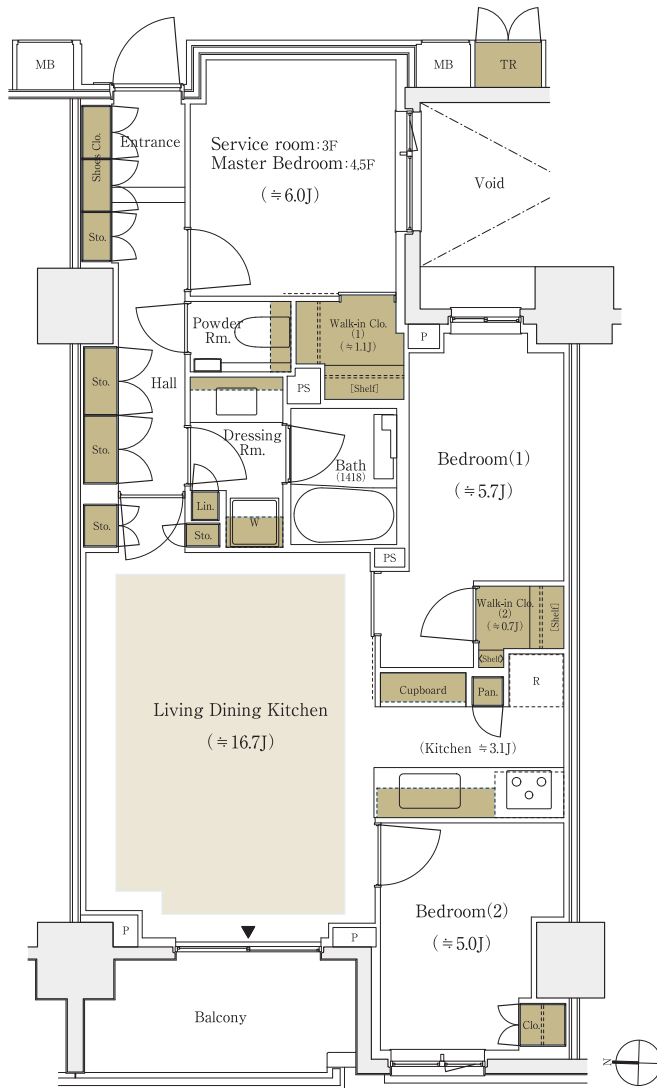 MB
MB
TR
Entrance
Shoes Clo.
Service room:3F
Master Bedroom:4,5F
(≒6.0J)
Void
Sto.
Powder
Rm.
Walk-in Clo.
(1)
(≒1.1J)
[Shelf]
P
Sto.
Hall
PS
Sto.
Dressing
Rm.
Bath
(1418)
Bedroom(1)
(≒5.7J)
Lin.
Sto.
W
Sto.
PS
Walk-in Clo.
(2)
(≒0.7J)
[Shelf]
(Shelf)
Cupboard
Pan.
R
Living Dining Kitchen
(≒16.7J)
(Kitchen ≒3.1J)
Bedroom(2)
(≒5.0J)
P
P
Balcony
Clo.
N